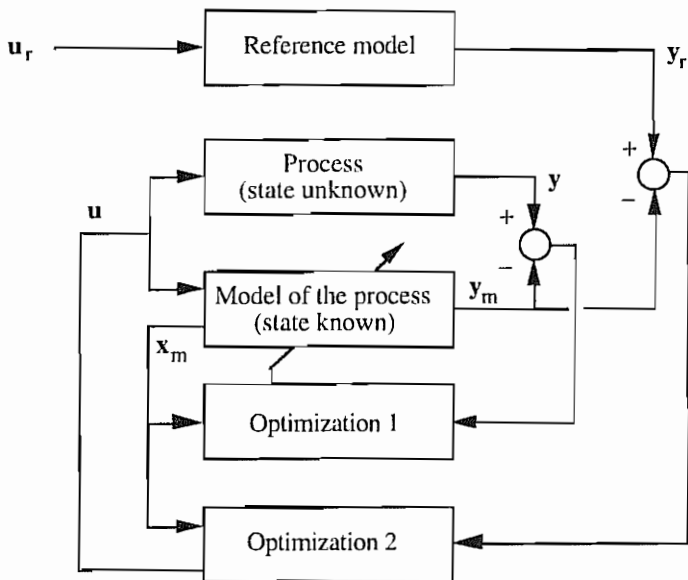 u_r
Reference model
y_r
Process
(state unknown)
y
+
−
+
−
u
Model of the process
(state known)
y_m
x_m
Optimization 1
Optimization 2